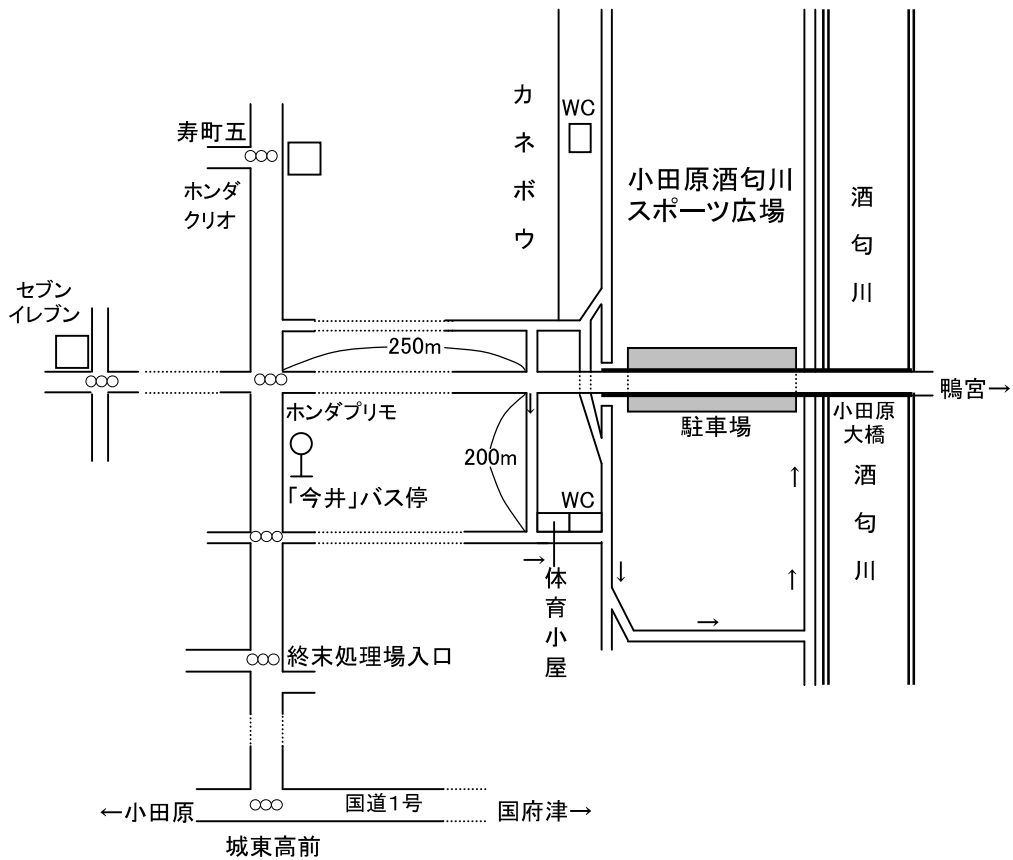 カネボウ
WC
寿町五
ホンダ
クリオ
小田原酒匂川
スポーツ広場
酒匂川
セブン
イレブン
250m
鴨宮→
ホンダプリモ
駐車場
小田原
大橋
200m
「今井」バス停
WC
酒匂川
体育小屋
終末処理場入口
←小田原
国道1号
国府津→
城東高前